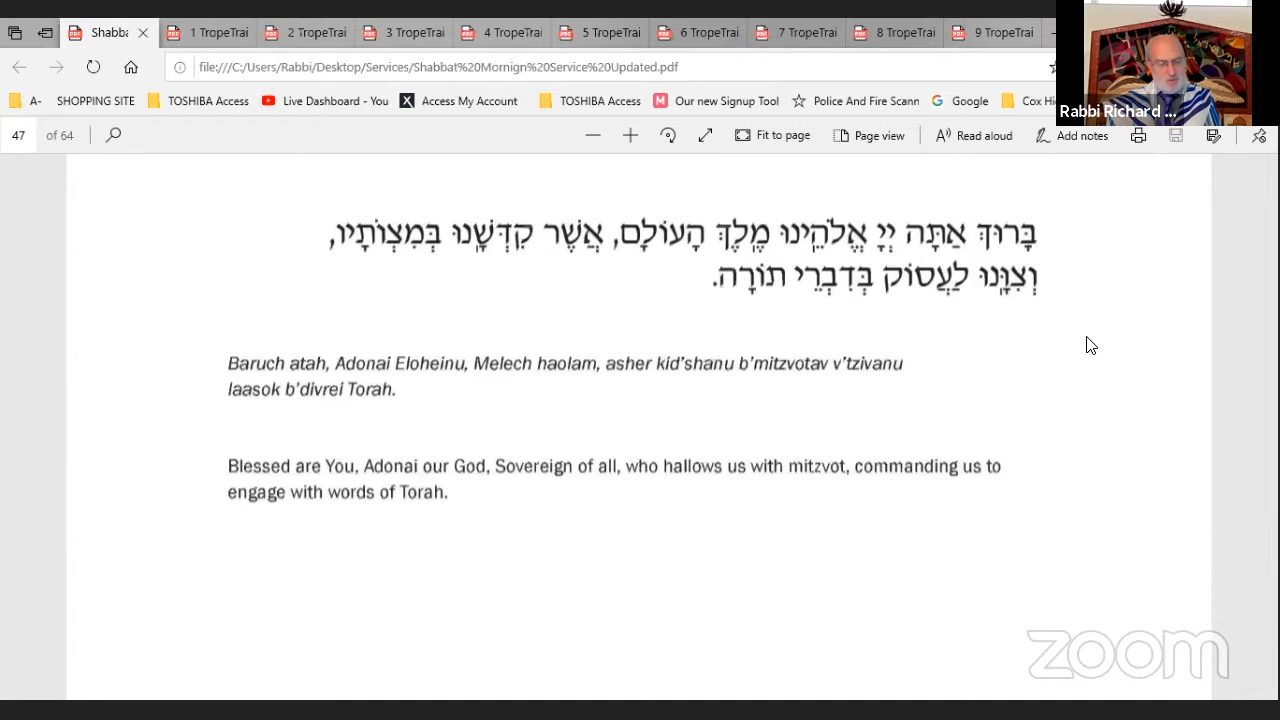 Shabba
1 TropeTrai
2 TropeTrai
3 TropeTrai
4 TropeTrai
5 TropeTrai
6 TropeTrai
7 TropeTrai
8 TropeTrai
9 TropeTrai
file:///C:/Users/Rabbi/Desktop/Services/Shabbat%20Mornign%20Service%20Updated.pdf
A- SHOPPING SITE TOSHIBA Access Live Dashboard - You Access My Account TOSHIBA Access Our new Signup Tool Police And Fire Scann Google Cox Hi
Rabbi Richard ...
47 of 64 Fit to page Page view Read aloud Add notes
בָּרוּךְ אַתָּה יְיָ אֱלֹהֵינוּ מֶלֶךְ הָעוֹלָם, אֲשֶׁר קִדְּשָׁנוּ בְּמִצְוֹתָיו,
וְצִוָּנוּ לַעֲסוֹק בְּדִבְרֵי תוֹרָה.
Baruch atah, Adonai Eloheinu, Melech haolam, asher kid'shanu b'mitzvotav v'tzivanu
laasok b'divrei Torah.
Blessed are You, Adonai our God, Sovereign of all, who hallows us with mitzvot, commanding us to
engage with words of Torah.
zoom